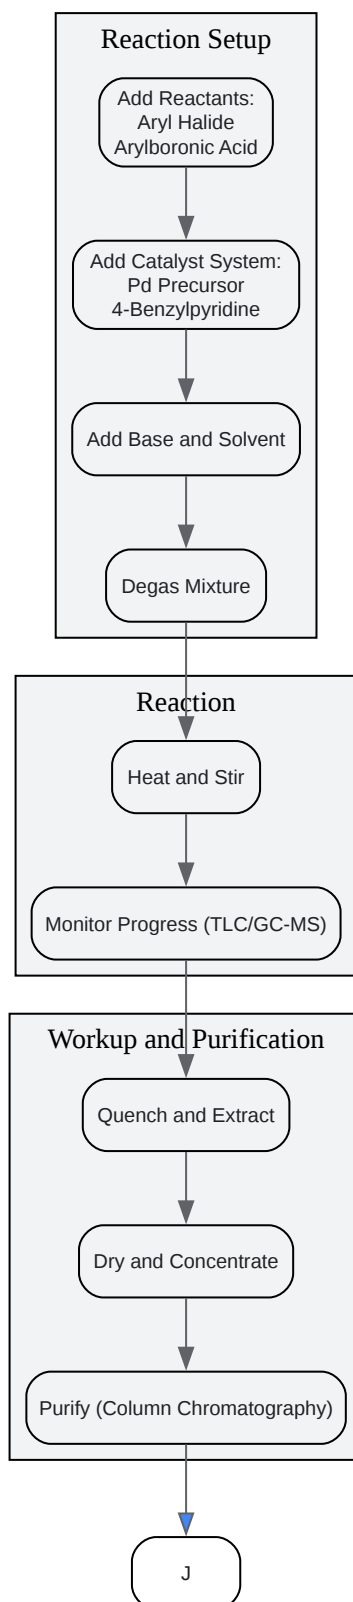 Reaction Setup
Add Reactants:
Aryl Halide
Arylboronic Acid
Add Catalyst System:
Pd Precursor
4-Benzylpyridine
Add Base and Solvent
Degas Mixture
Reaction
Heat and Stir
Monitor Progress (TLC/GC-MS)
Workup and Purification
Quench and Extract
Dry and Concentrate
Purify (Column Chromatography)
J